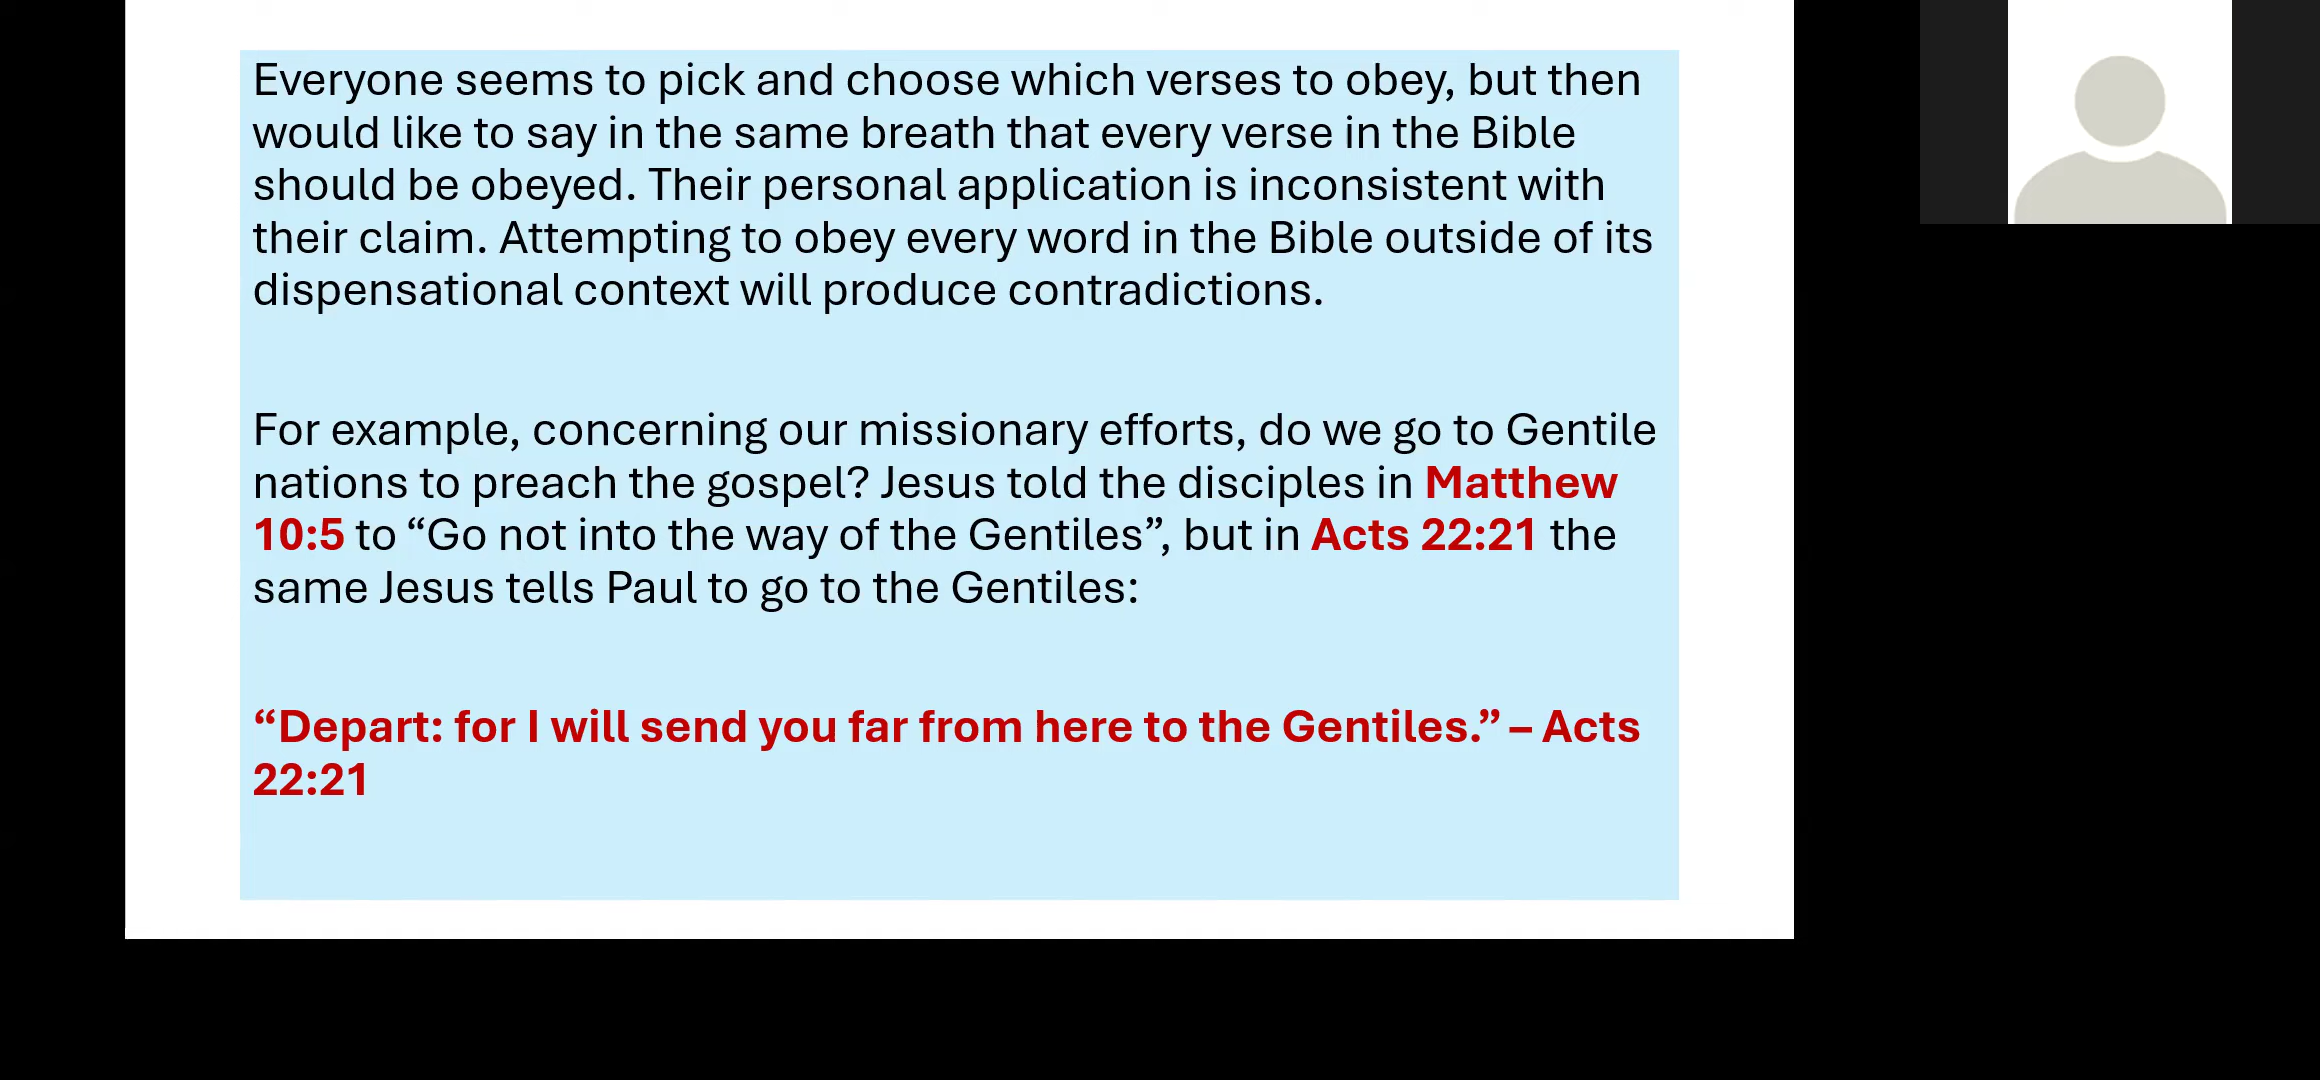 Everyone seems to pick and choose which verses to obey, but then
would like to say in the same breath that every verse in the Bible
should be obeyed. Their personal application is inconsistent with
their claim. Attempting to obey every word in the Bible outside of its
dispensational context will produce contradictions.
For example, concerning our missionary efforts, do we go to Gentile
nations to preach the gospel? Jesus told the disciples in Matthew
10:5 to “Go not into the way of the Gentiles”, but in Acts 22:21 the
same Jesus tells Paul to go to the Gentiles:
“Depart: for I will send you far from here to the Gentiles.” – Acts
22:21